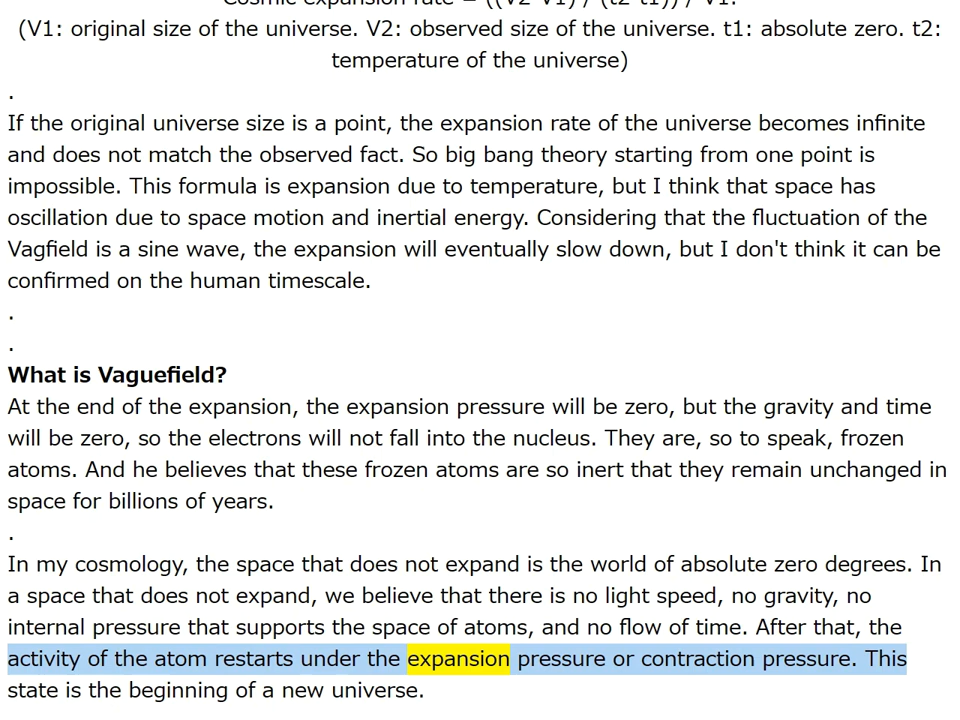 Cosmic expansion rate = ((V2-V1) / (t2-t1)) / V1.
(V1: original size of the universe. V2: observed size of the universe. t1: absolute zero. t2:
temperature of the universe)
.
If the original universe size is a point, the expansion rate of the universe becomes infinite
and does not match the observed fact. So big bang theory starting from one point is
impossible. This formula is expansion due to temperature, but I think that space has
oscillation due to space motion and inertial energy. Considering that the fluctuation of the
Vagfield is a sine wave, the expansion will eventually slow down, but I don't think it can be
confirmed on the human timescale.
.
.
What is Vaguefield?
At the end of the expansion, the expansion pressure will be zero, but the gravity and time
will be zero, so the electrons will not fall into the nucleus. They are, so to speak, frozen
atoms. And he believes that these frozen atoms are so inert that they remain unchanged in
space for billions of years.
.
In my cosmology, the space that does not expand is the world of absolute zero degrees. In
a space that does not expand, we believe that there is no light speed, no gravity, no
internal pressure that supports the space of atoms, and no flow of time. After that, the
activity of the atom restarts under the expansion pressure or contraction pressure. This
state is the beginning of a new universe.